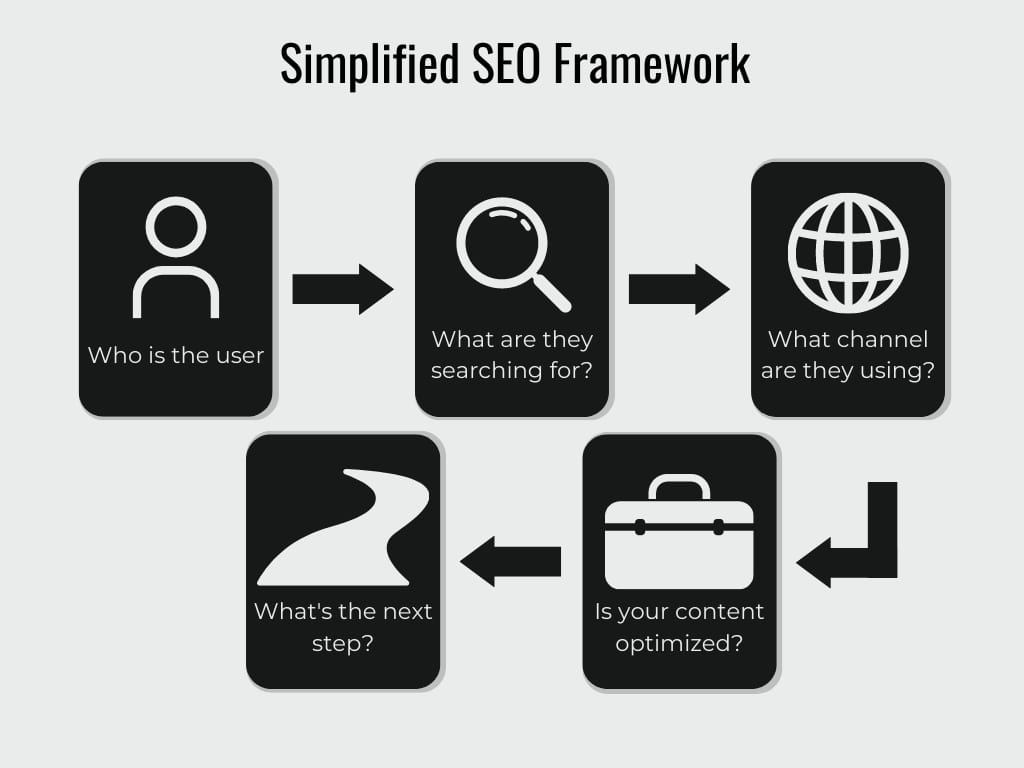 Simplified SEO Framework
Who is the user
What are they
searching for?
What channel
are they using?
Is your content
optimized?
What's the next
step?